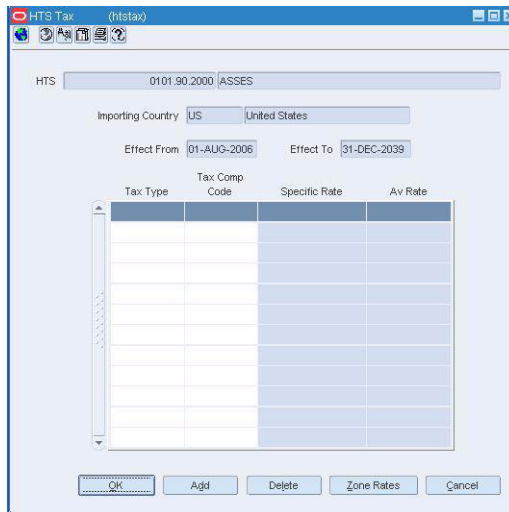 HTS Tax (htstax)
HTS 0101.90.2000 ASSES
Importing Country US United States
Effect From 01-AUG-2006 Effect To 31-DEC-2039
Tax Type Tax Comp Code Specific Rate Av Rate
OK Add Delete Zone Rates Cancel